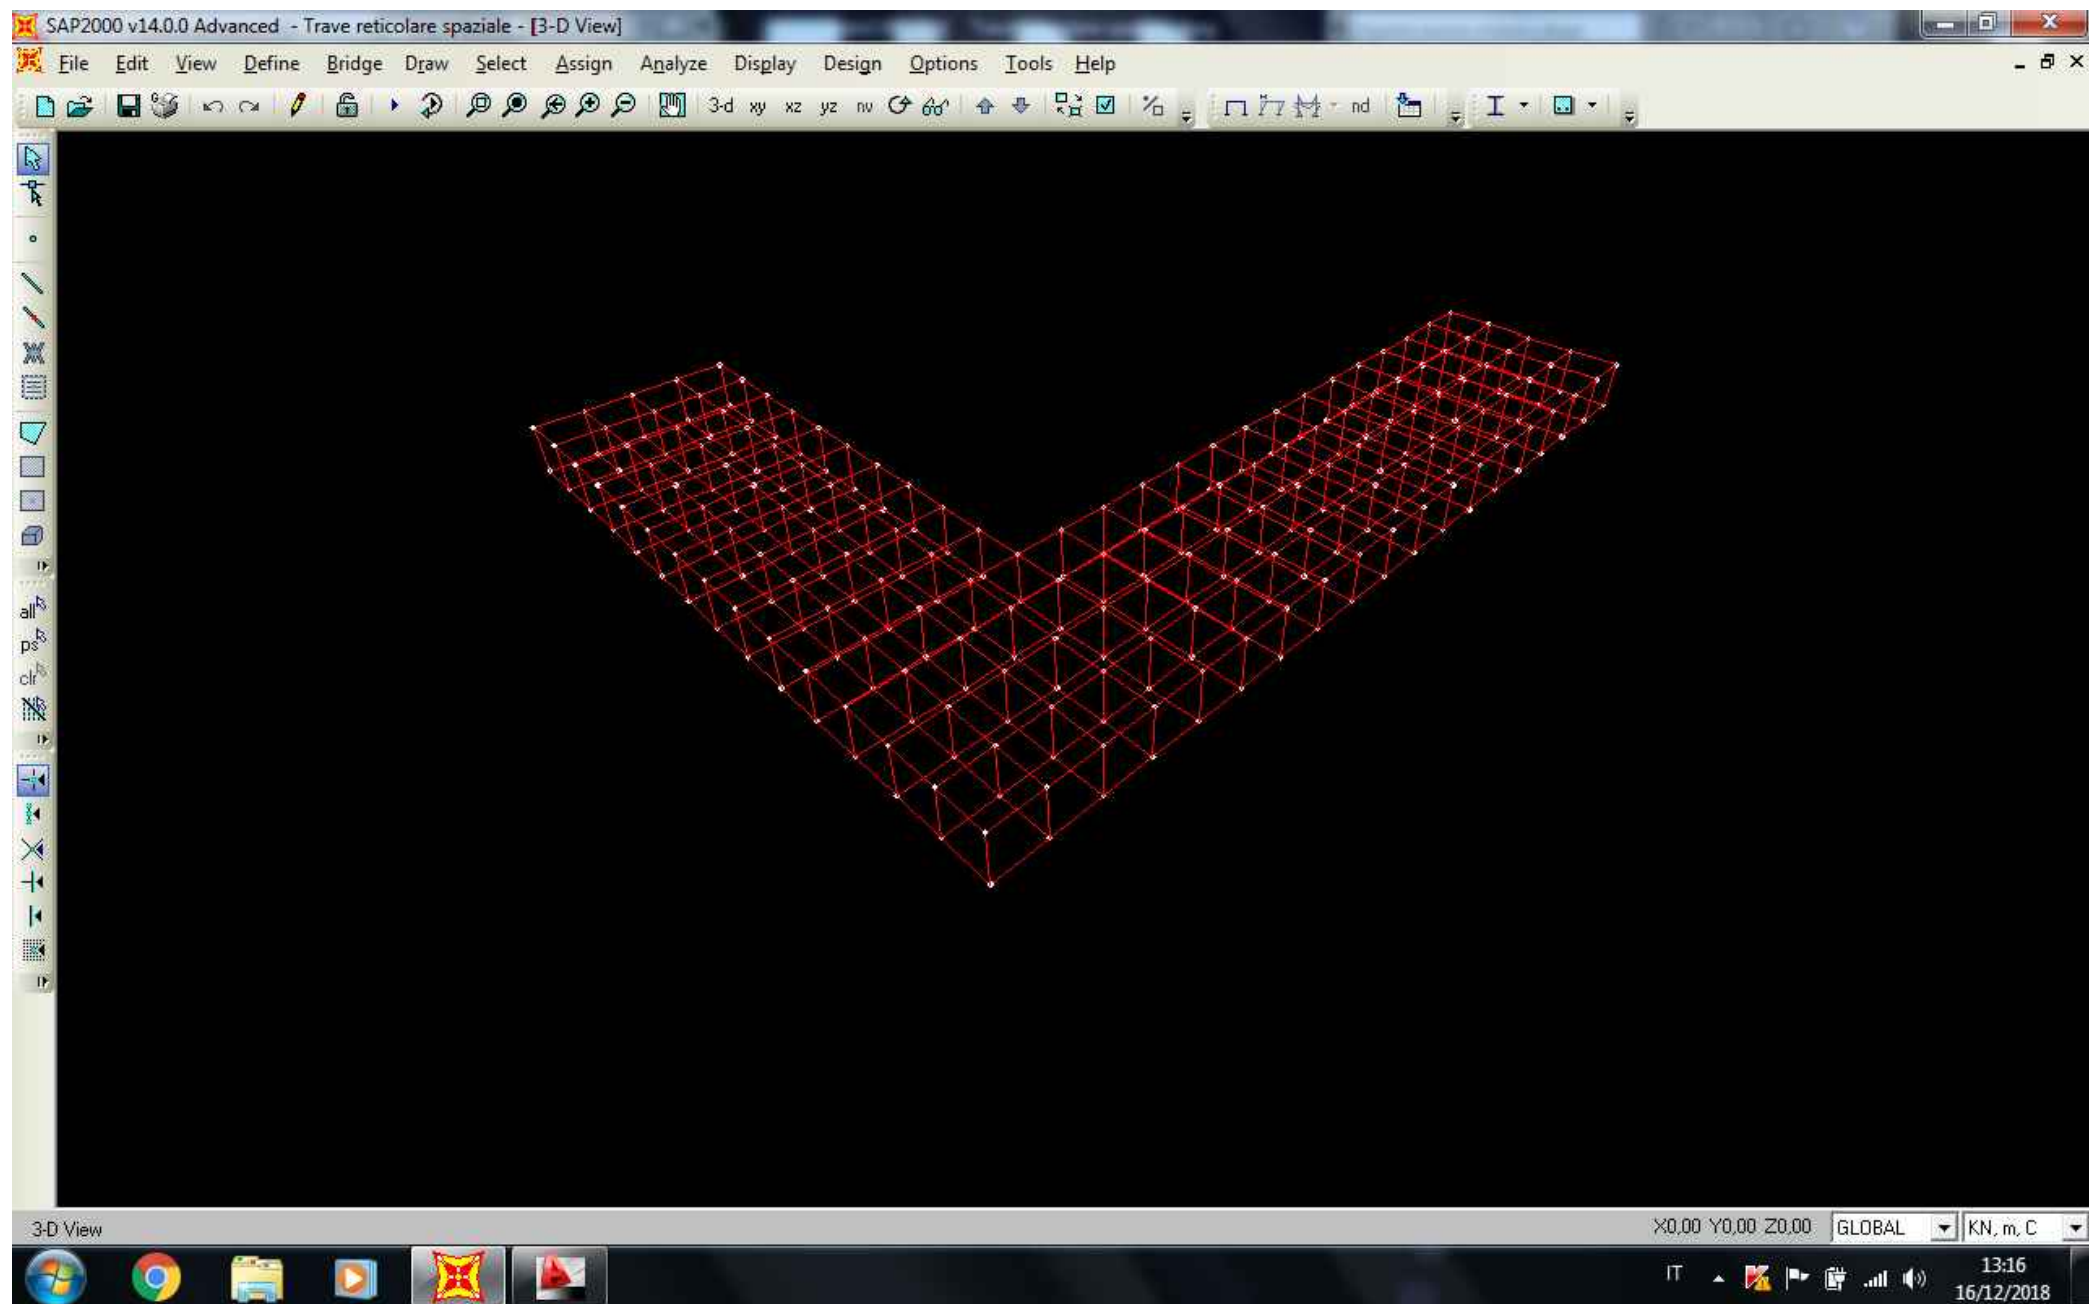 SAP2000 v14.0.0 Advanced - Trave reticolare spaziale - [3-D View]
File Edit View Define Bridge Draw Select Assign Analyze Display Design Options Tools Help
3-d xy xz yz nv nd
all
ps
clr
3-D View X0,00 Y0,00 Z0,00 GLOBAL KN, m, C
IT 13:16
16/12/2018